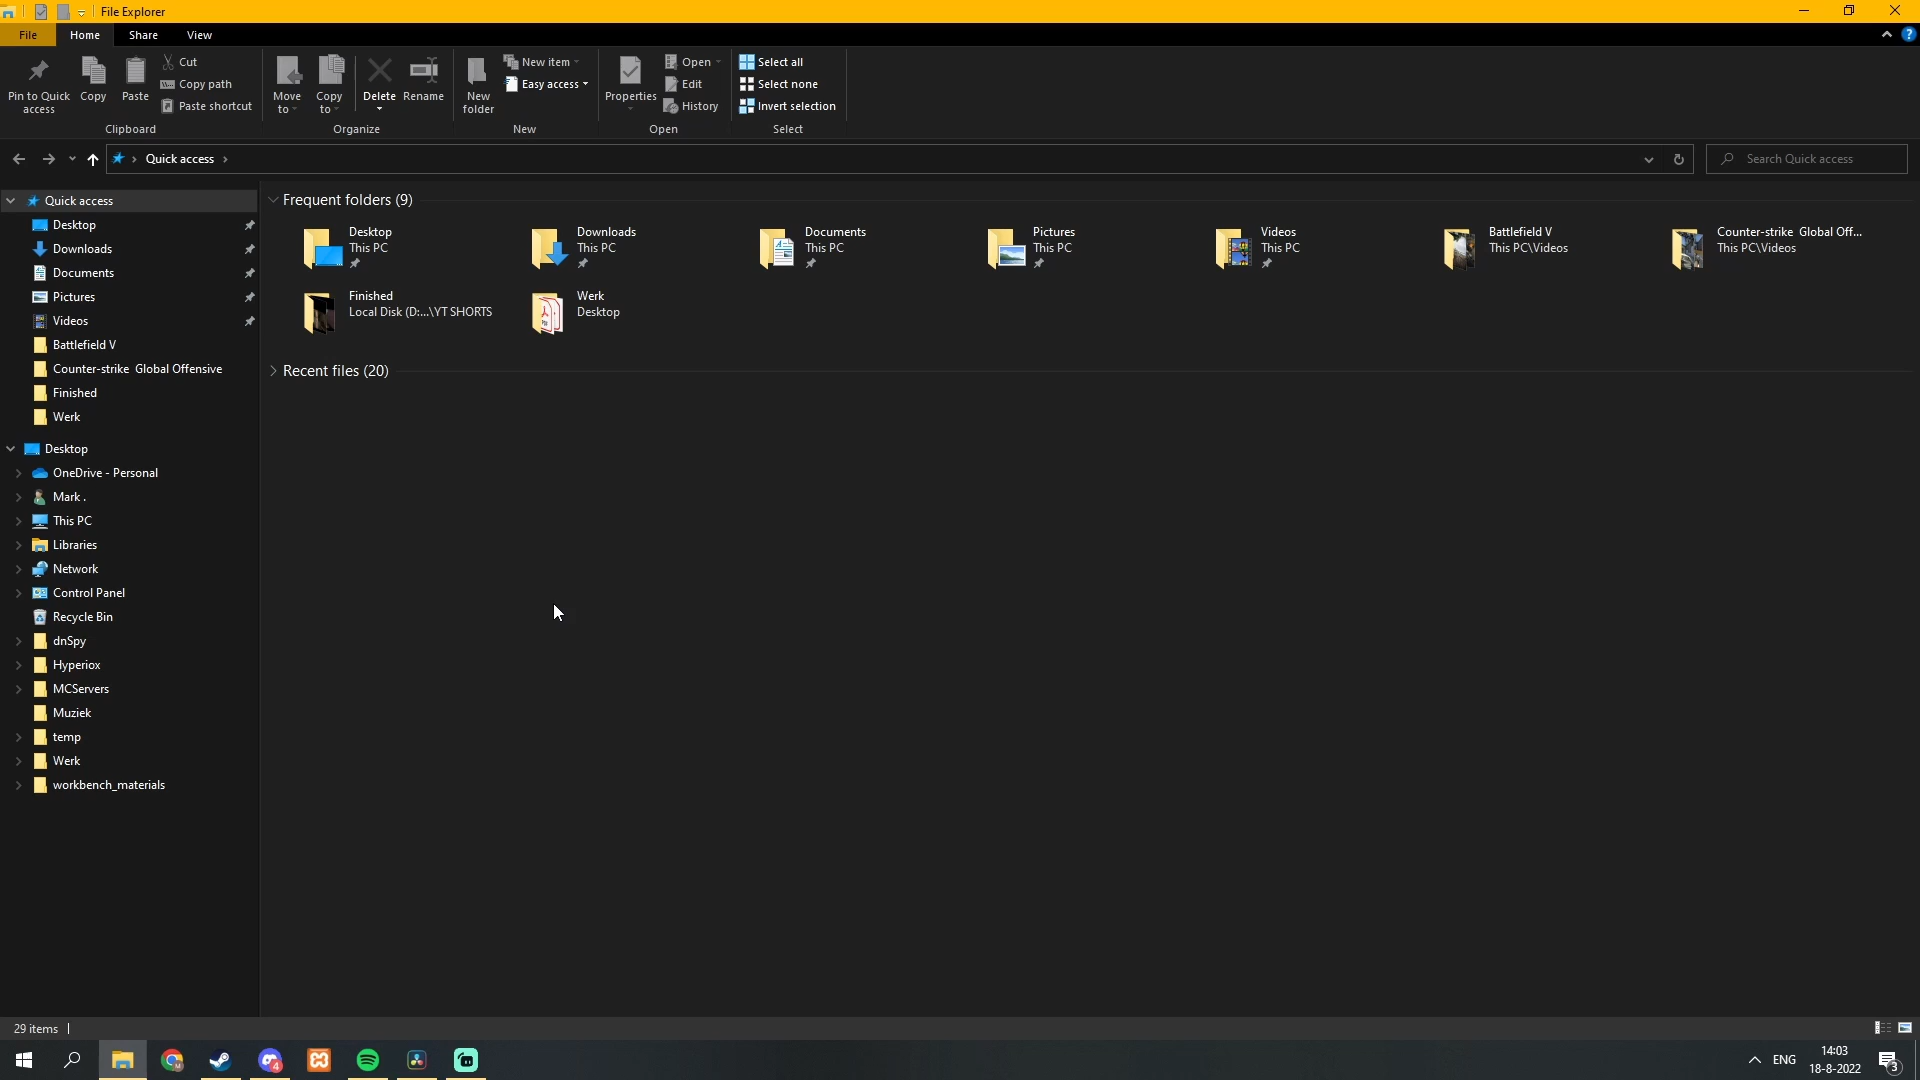 File Explorer
File Home Share View
Pin to Quick access
Copy
Paste
Cut
Copy path
Paste shortcut
Clipboard
Move to
Copy to
Delete
Rename
Organize
New folder
New item
Easy access
New
Properties
Open
Edit
History
Open
Select all
Select none
Invert selection
Select
Quick access
Search Quick access
Quick access
Desktop
Downloads
Documents
Pictures
Videos
Battlefield V
Counter-strike Global Offensive
Finished
Werk
Desktop
OneDrive - Personal
Mark .
This PC
Libraries
Network
Control Panel
Recycle Bin
dnSpy
Hyperiox
MCServers
Muziek
temp
Werk
workbench_materials
Frequent folders (9)
Desktop
This PC
Downloads
This PC
Documents
This PC
Pictures
This PC
Videos
This PC
Battlefield V
This PC\Videos
Counter-strike Global Off...
This PC\Videos
Finished
Local Disk (D:...\YT SHORTS
Werk
Desktop
Recent files (20)
29 items
4
ENG
14:03
18-8-2022
3